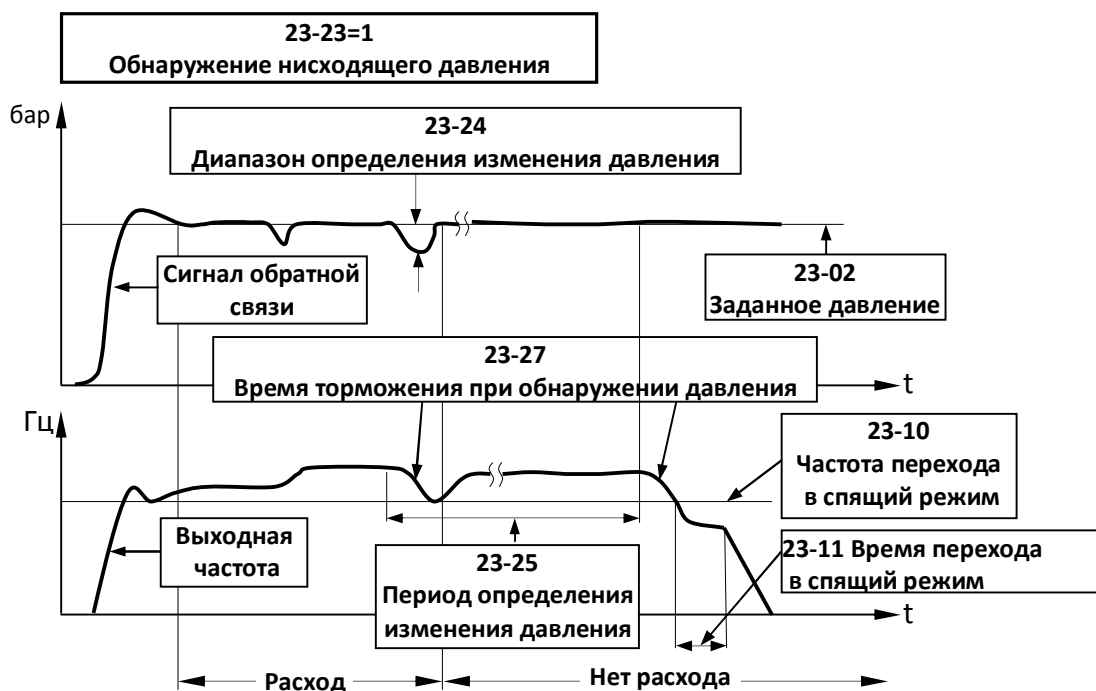 23-23=1
Обнаружение нисходящего давления
бар
23-24
Диапазон определения изменения давления
Сигнал обратной
связи
23-02
Заданное давление
t
23-27
Время торможения при обнаружении давления
Гц
23-10
Частота перехода
в спящий режим
Выходная
частота
23-25
Период определения
изменения давления
23-11 Время перехода
в спящий режим
t
Расход
Нет расхода